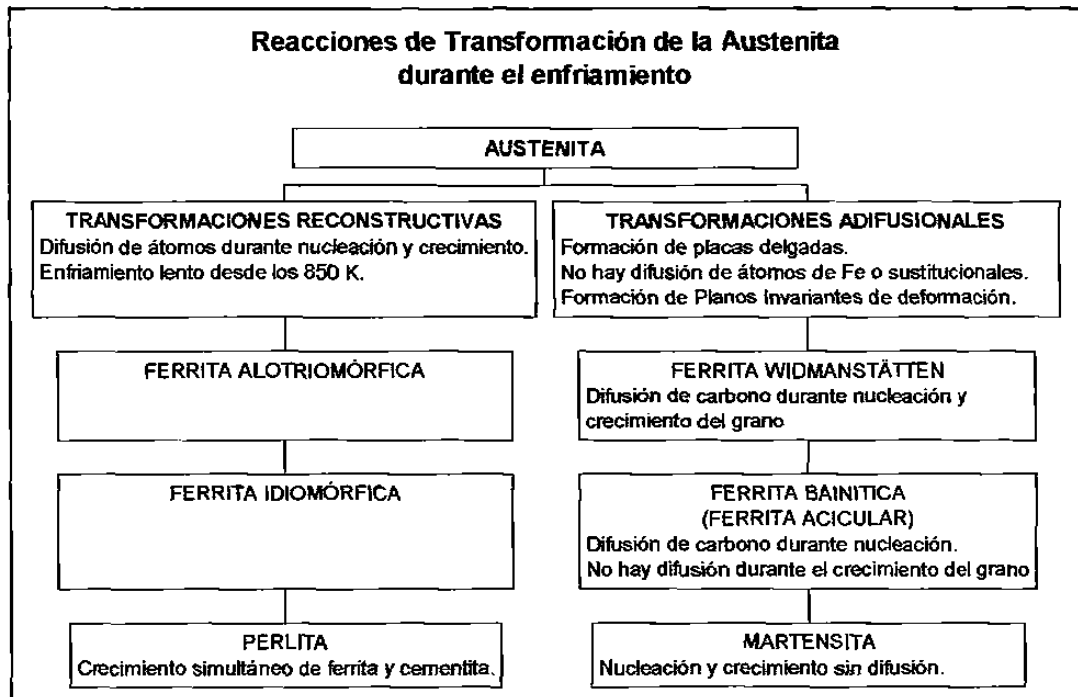 Reacciones de Transformación de la Austenita
durante el enfriamiento
AUSTENITA
TRANSFORMACIONES RECONSTRUCTIVAS
Difusión de átomos durante nucleación y crecimiento.
Enfriamiento lento desde los 850 K.
FERRITA ALOTRIOMÓRFICA
FERRITA IDIOMÓRFICA
PERLITA
Crecimiento simultáneo de ferrita y cementita.
TRANSFORMACIONES ADIFUSIONALES
Formación de placas delgadas.
No hay difusión de átomos de Fe o sustitucionales.
Formación de Planos Invariantes de deformación.
FERRITA WIDMANSTÄTTEN
Difusión de carbono durante nucleación y
crecimiento del grano
FERRITA BAINITICA
(FERRITA ACICULAR)
Difusión de carbono durante nucleación.
No hay difusión durante el crecimiento del grano
MARTENSITA
Nucleación y crecimiento sin difusión.